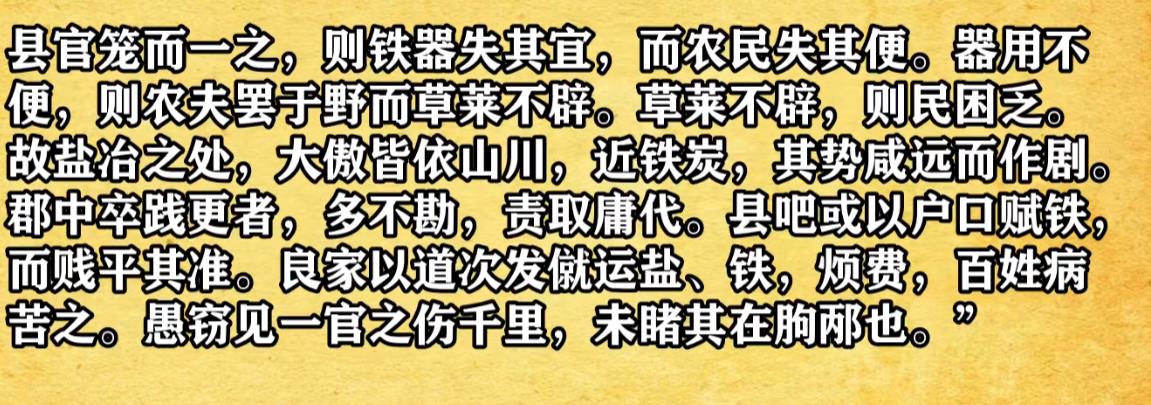 县官笼而一之，则铁器失其宜，而农民失其便。器用不
便，则农夫罢于野而草莱不辟。草莱不辟，则民困乏。
故盐冶之处，大傲皆依山川，近铁炭，其势咸远而作剧。
郡中卒践更者，多不勘，责取庸代。县吧或以户口赋铁，
而贱平其准。良家以道次发僦运盐、铁，烦费，百姓病
苦之。愚窃见一官之伤千里，未睹其在朐邴也。”